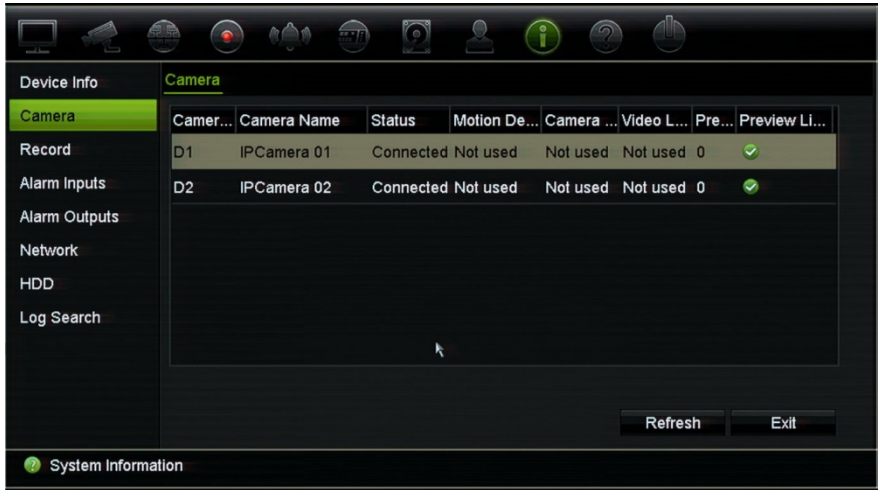 Device Info
Camera
Record
Alarm Inputs
Alarm Outputs
Network
HDD
Log Search
Camera
Camer... Camera Name Status Motion De... Camera ... Video L... Pre... Preview Li...
D1 IPCamera 01 Connected Not used Not used Not used 0
D2 IPCamera 02 Connected Not used Not used Not used 0
Refresh Exit
System Information